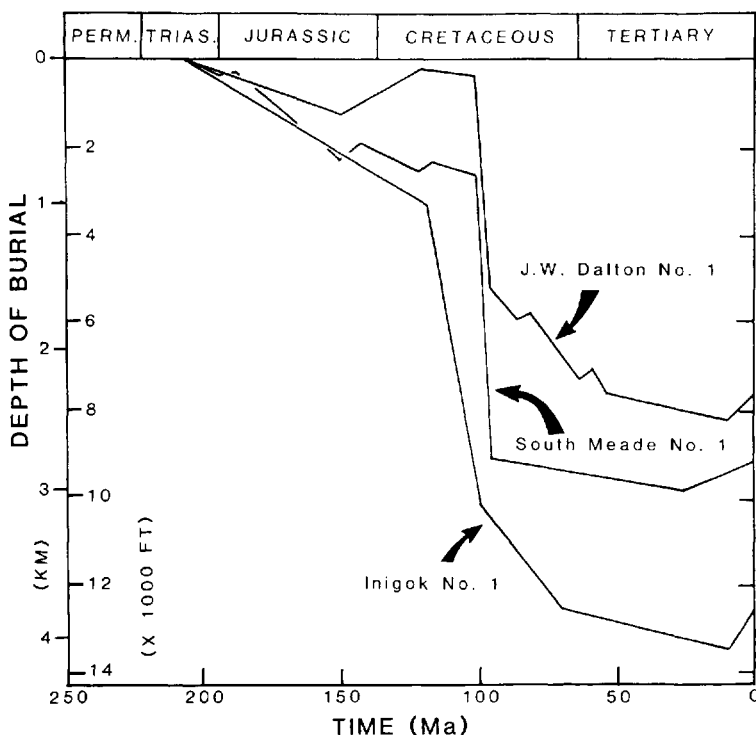 PERM. TRIAS. JURASSIC CRETACEOUS TERTIARY
0
2
1
4
6
2
8
3
10
12
4
14
DEPTH OF BURIAL
(KM)
(X 1000 FT)
J.W. Dalton No. 1
South Meade No. 1
Inigok No. 1
250 200 150 100 50 0
TIME (Ma)